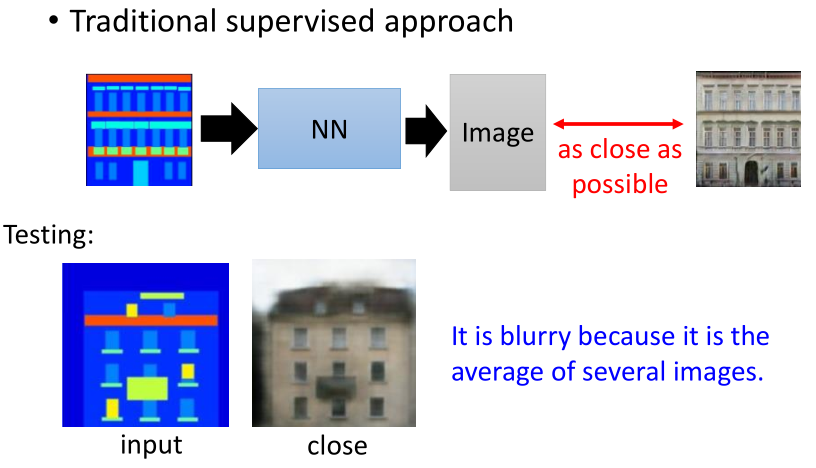 • Traditional supervised approach
NN
Image
as close as
possible
Testing:
It is blurry because it is the
average of several images.
input
close